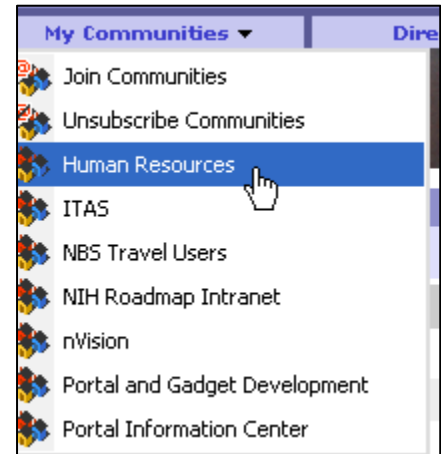 My Communities ▾ Dire
Join Communities
Unsubscribe Communities
Human Resources
ITAS
NBS Travel Users
NIH Roadmap Intranet
nVision
Portal and Gadget Development
Portal Information Center